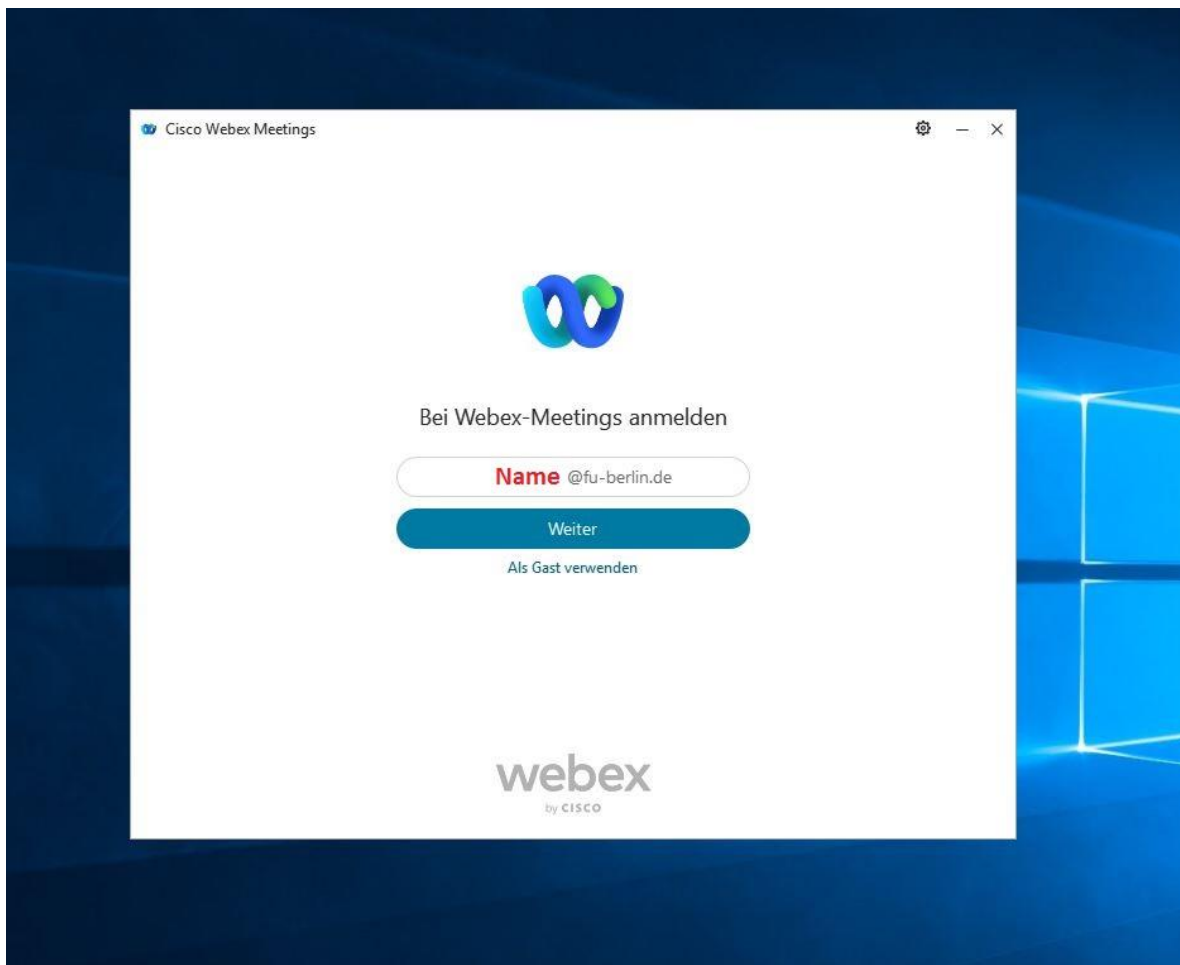 Cisco Webex Meetings
Bei Webex-Meetings anmelden
Name @fu-berlin.de
Weiter
Als Gast verwenden
webex
by CISCO